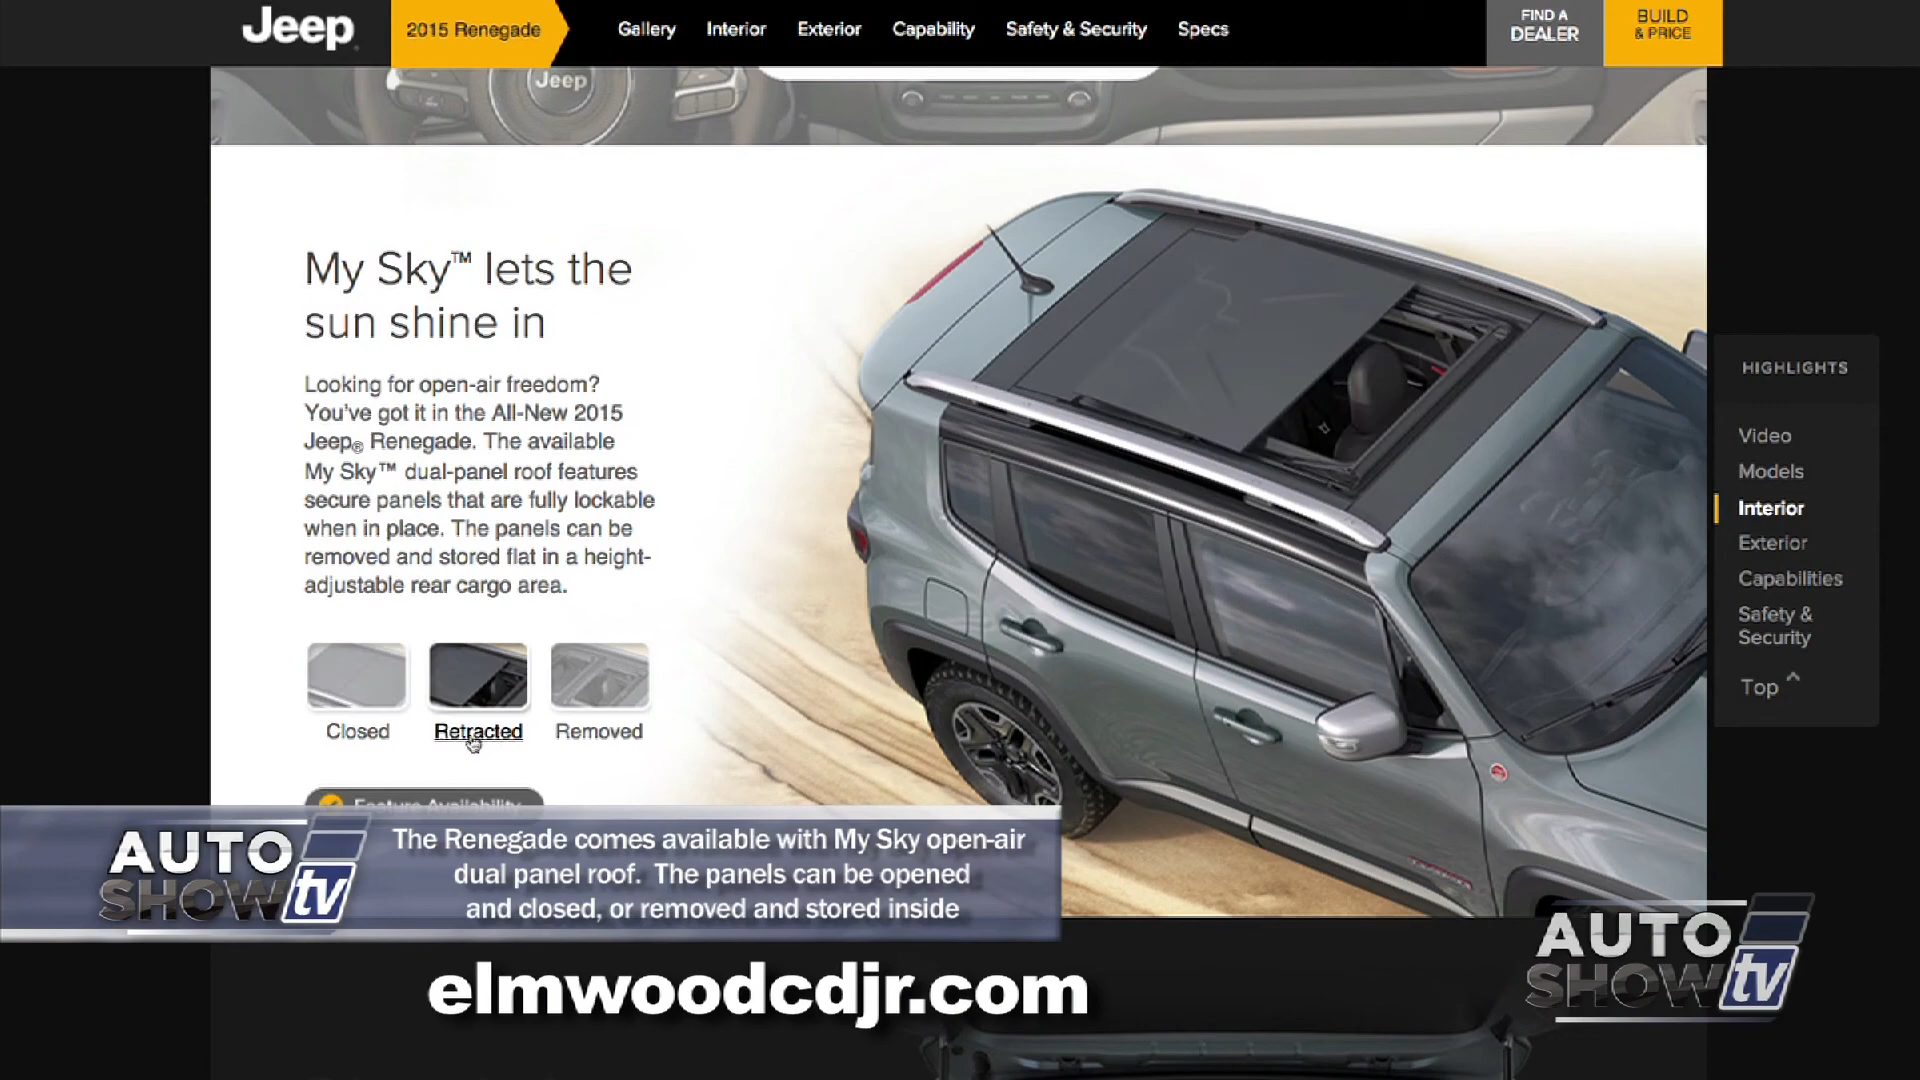 Jeep
2015 Renegade
Gallery
Interior
Exterior
Capability
Safety & Security
Specs
FIND A
DEALER
BUILD
& PRICE
Jeep
My Sky™ lets the
sun shine in
Looking for open-air freedom?
You've got it in the All-New 2015
Jeep® Renegade. The available
My Sky™ dual-panel roof features
secure panels that are fully lockable
when in place. The panels can be
removed and stored flat in a height-
adjustable rear cargo area.
Closed
Retracted
Removed
Feature Availability
HIGHLIGHTS
Video
Models
Interior
Exterior
Capabilities
Safety &
Security
Top
AUTO
SHOW
tv
The Renegade comes available with My Sky open-air
dual panel roof. The panels can be opened
and closed, or removed and stored inside
elmwoodcdjr.com
AUTO
SHOW
tv